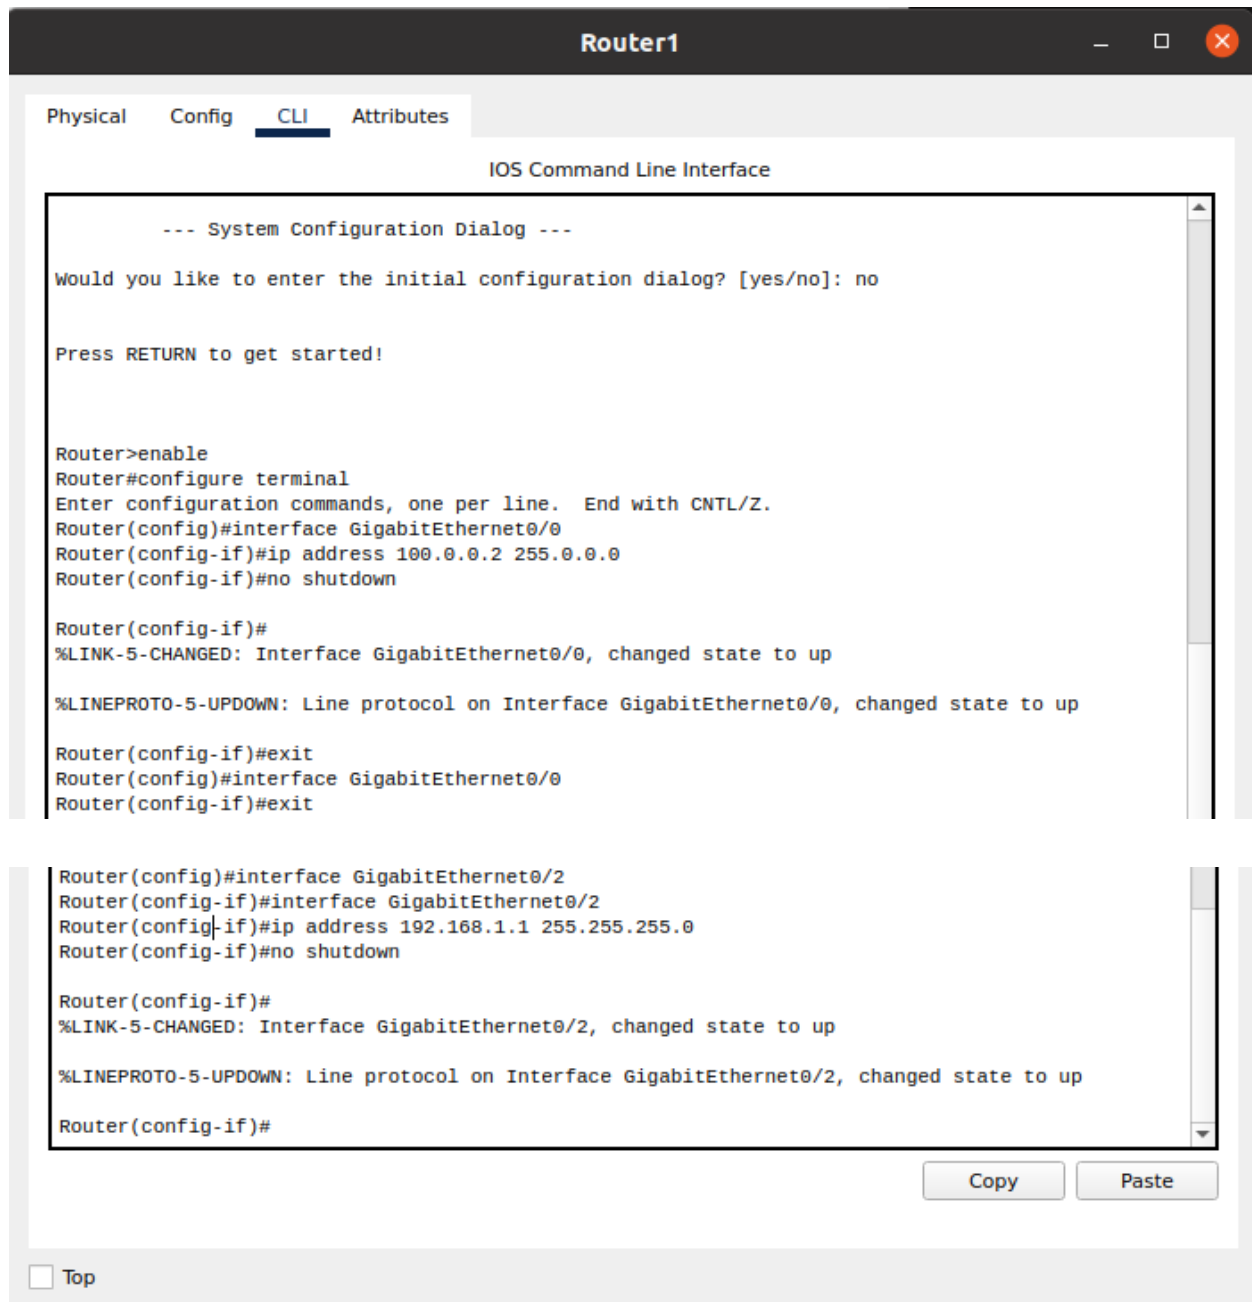 Router1
Physical Config CLI Attributes
IOS Command Line Interface
--- System Configuration Dialog ---
Would you like to enter the initial configuration dialog? [yes/no]: no
Press RETURN to get started!
Router>enable
Router#configure terminal
Enter configuration commands, one per line.  End with CNTL/Z.
Router(config)#interface GigabitEthernet0/0
Router(config-if)#ip address 100.0.0.2 255.0.0.0
Router(config-if)#no shutdown
Router(config-if)#
%LINK-5-CHANGED: Interface GigabitEthernet0/0, changed state to up
%LINEPROTO-5-UPDOWN: Line protocol on Interface GigabitEthernet0/0, changed state to up
Router(config-if)#exit
Router(config)#interface GigabitEthernet0/0
Router(config-if)#exit
Router(config)#interface GigabitEthernet0/2
Router(config-if)#interface GigabitEthernet0/2
Router(config-if)#ip address 192.168.1.1 255.255.255.0
Router(config-if)#no shutdown
Router(config-if)#
%LINK-5-CHANGED: Interface GigabitEthernet0/2, changed state to up
%LINEPROTO-5-UPDOWN: Line protocol on Interface GigabitEthernet0/2, changed state to up
Router(config-if)#
Copy Paste
Top